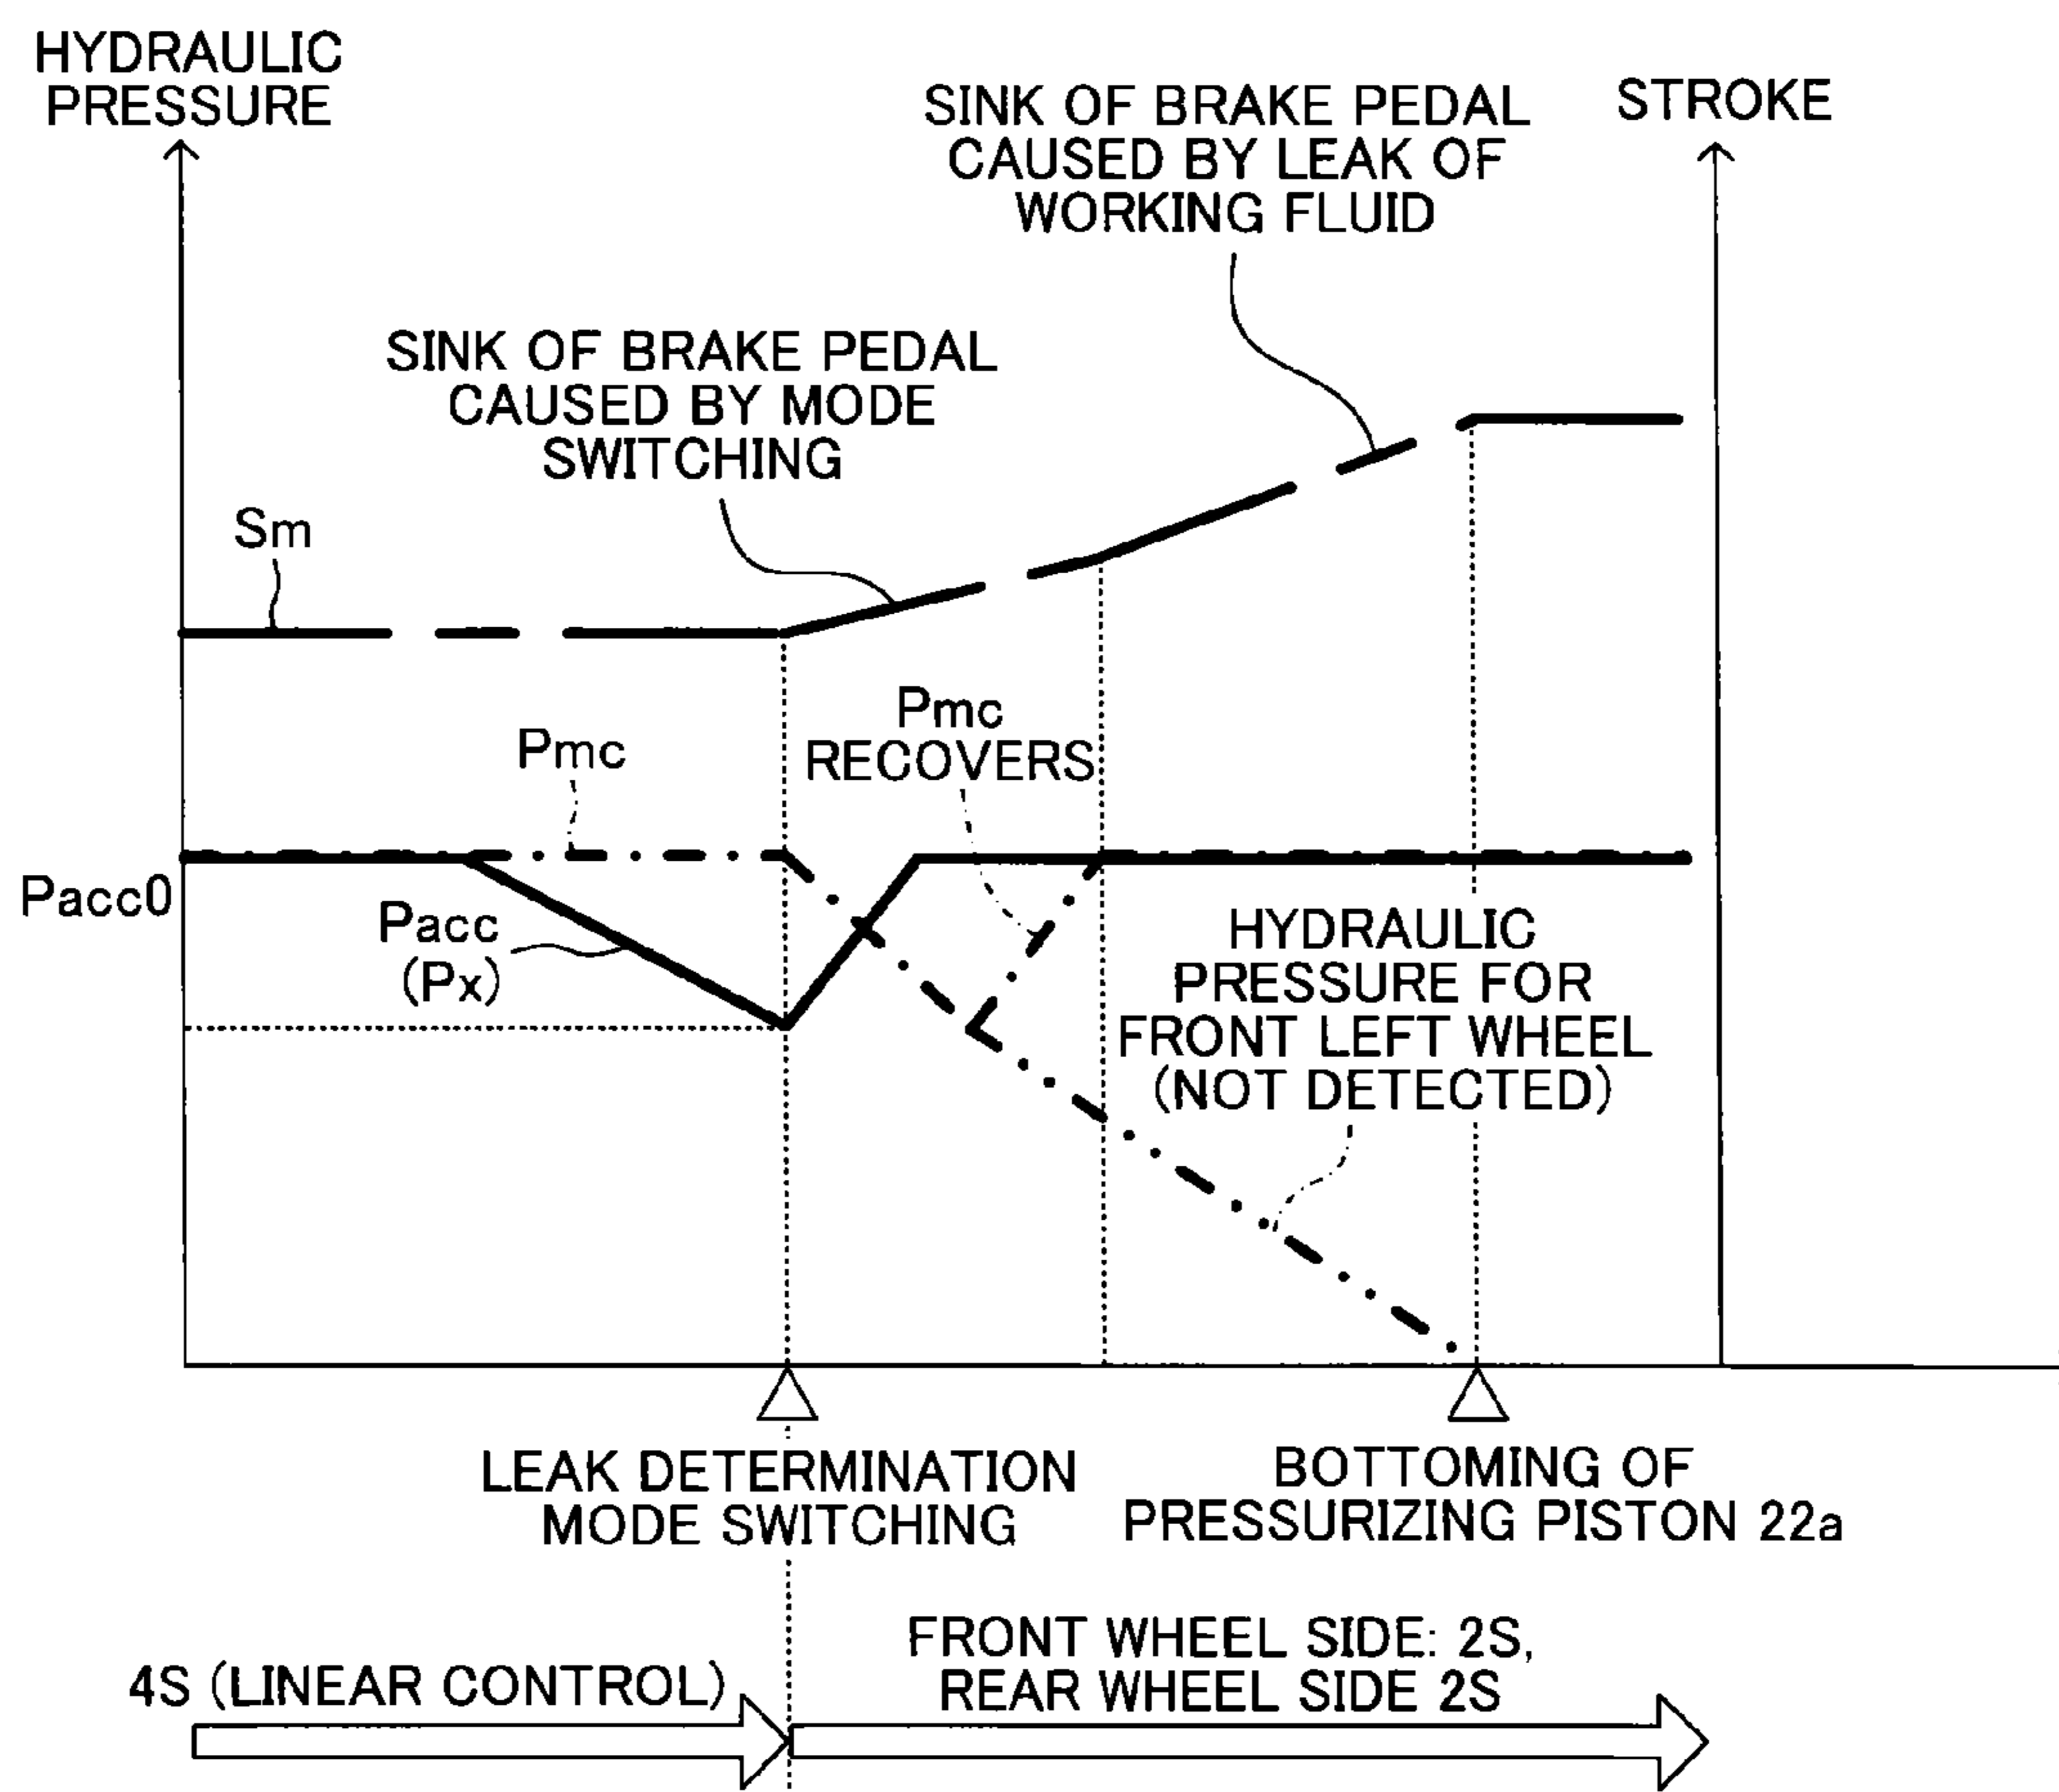 HYDRAULIC
PRESSURE
STROKE
SINK OF BRAKE PEDAL
CAUSED BY LEAK OF
WORKING FLUID
SINK OF BRAKE PEDAL
CAUSED BY MODE
SWITCHING
Sm
Pmc
Pmc
RECOVERS
Pacc0
Pacc
(Px)
HYDRAULIC
PRESSURE FOR
FRONT LEFT WHEEL
(NOT DETECTED)
LEAK DETERMINATION
MODE SWITCHING
BOTTOMING OF
PRESSURIZING PISTON 22a
4S (LINEAR CONTROL)
FRONT WHEEL SIDE: 2S,
REAR WHEEL SIDE 2S